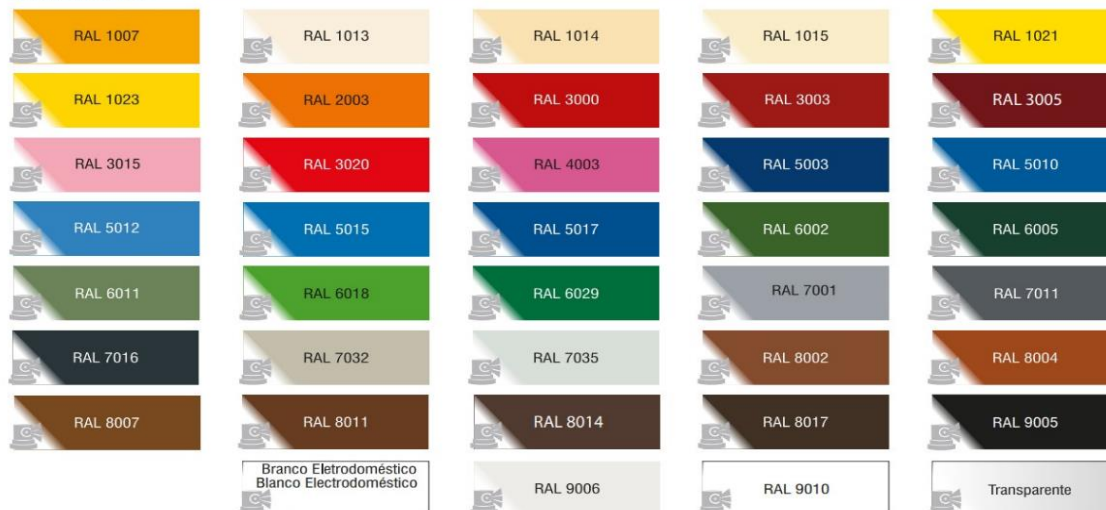 RAL 1007
RAL 1013
RAL 1014
RAL 1015
RAL 1021
RAL 1023
RAL 2003
RAL 3000
RAL 3003
RAL 3005
RAL 3015
RAL 3020
RAL 4003
RAL 5003
RAL 5010
RAL 5012
RAL 5015
RAL 5017
RAL 6002
RAL 6005
RAL 6011
RAL 6018
RAL 6029
RAL 7001
RAL 7011
RAL 7016
RAL 7032
RAL 7035
RAL 8002
RAL 8004
RAL 8007
RAL 8011
RAL 8014
RAL 8017
RAL 9005
Branco Eletrodoméstico
Blanco Electrodoméstico
RAL 9006
RAL 9010
Transparente